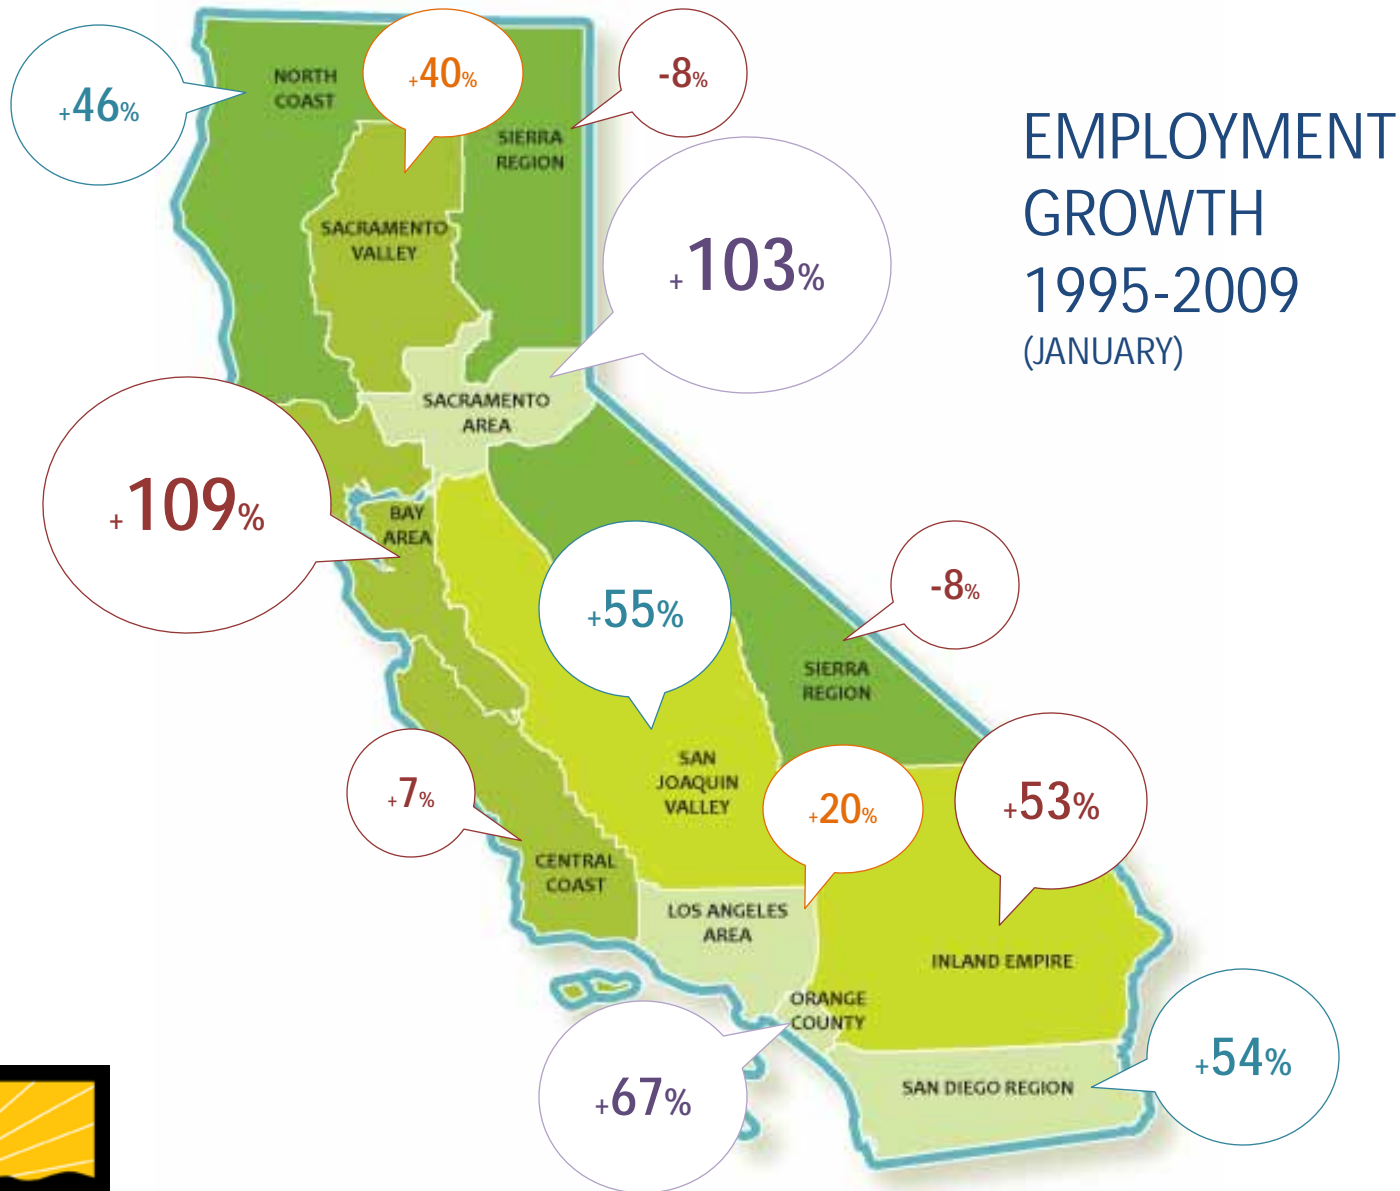 EMPLOYMENT
GROWTH
1995-2009
(JANUARY)
+46%
NORTH
COAST
+40%
-8%
SIERRA
REGION
+103%
SACRAMENTO
VALLEY
SACRAMENTO
AREA
+109%
BAY
AREA
+55%
-8%
SIERRA
REGION
+7%
SAN
JOAQUIN
VALLEY
+20%
+53%
CENTRAL
COAST
LOS ANGELES
AREA
INLAND EMPIRE
ORANGE
COUNTY
+67%
SAN DIEGO REGION
+54%